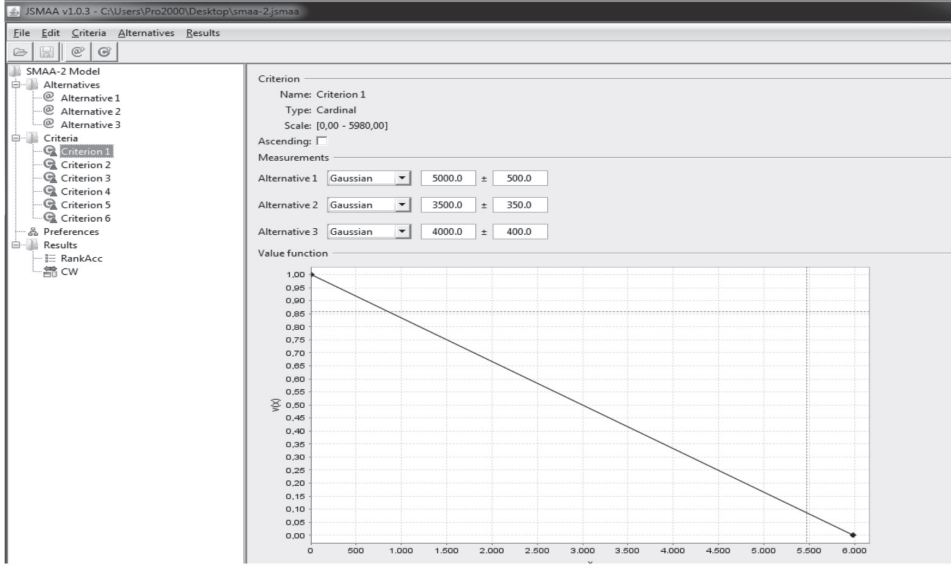 JSMAA v1.0.3 - C:\Users\Pro2000\Desktop\smaa-2.jsmaa
File Edit Criteria Alternatives Results
SMAA-2 Model
Alternatives
Alternative 1
Alternative 2
Alternative 3
Criteria
Criterion 1
Criterion 2
Criterion 3
Criterion 4
Criterion 5
Criterion 6
Preferences
Results
RankAcc
CW
Criterion
Name: Criterion 1
Type: Cardinal
Scale: [0,00 - 5980,00]
Ascending:
Measurements
Alternative 1 Gaussian 5000.0 ± 500.0
Alternative 2 Gaussian 3500.0 ± 350.0
Alternative 3 Gaussian 4000.0 ± 400.0
Value function
1,00
0,95
0,90
0,85
0,80
0,75
0,70
0,65
0,60
0,55
0,50
0,45
0,40
0,35
0,30
0,25
0,20
0,15
0,10
0,05
0,00
v(x)
0 500 1.000 1.500 2.000 2.500 3.000 3.500 4.000 4.500 5.000 5.500 6.000